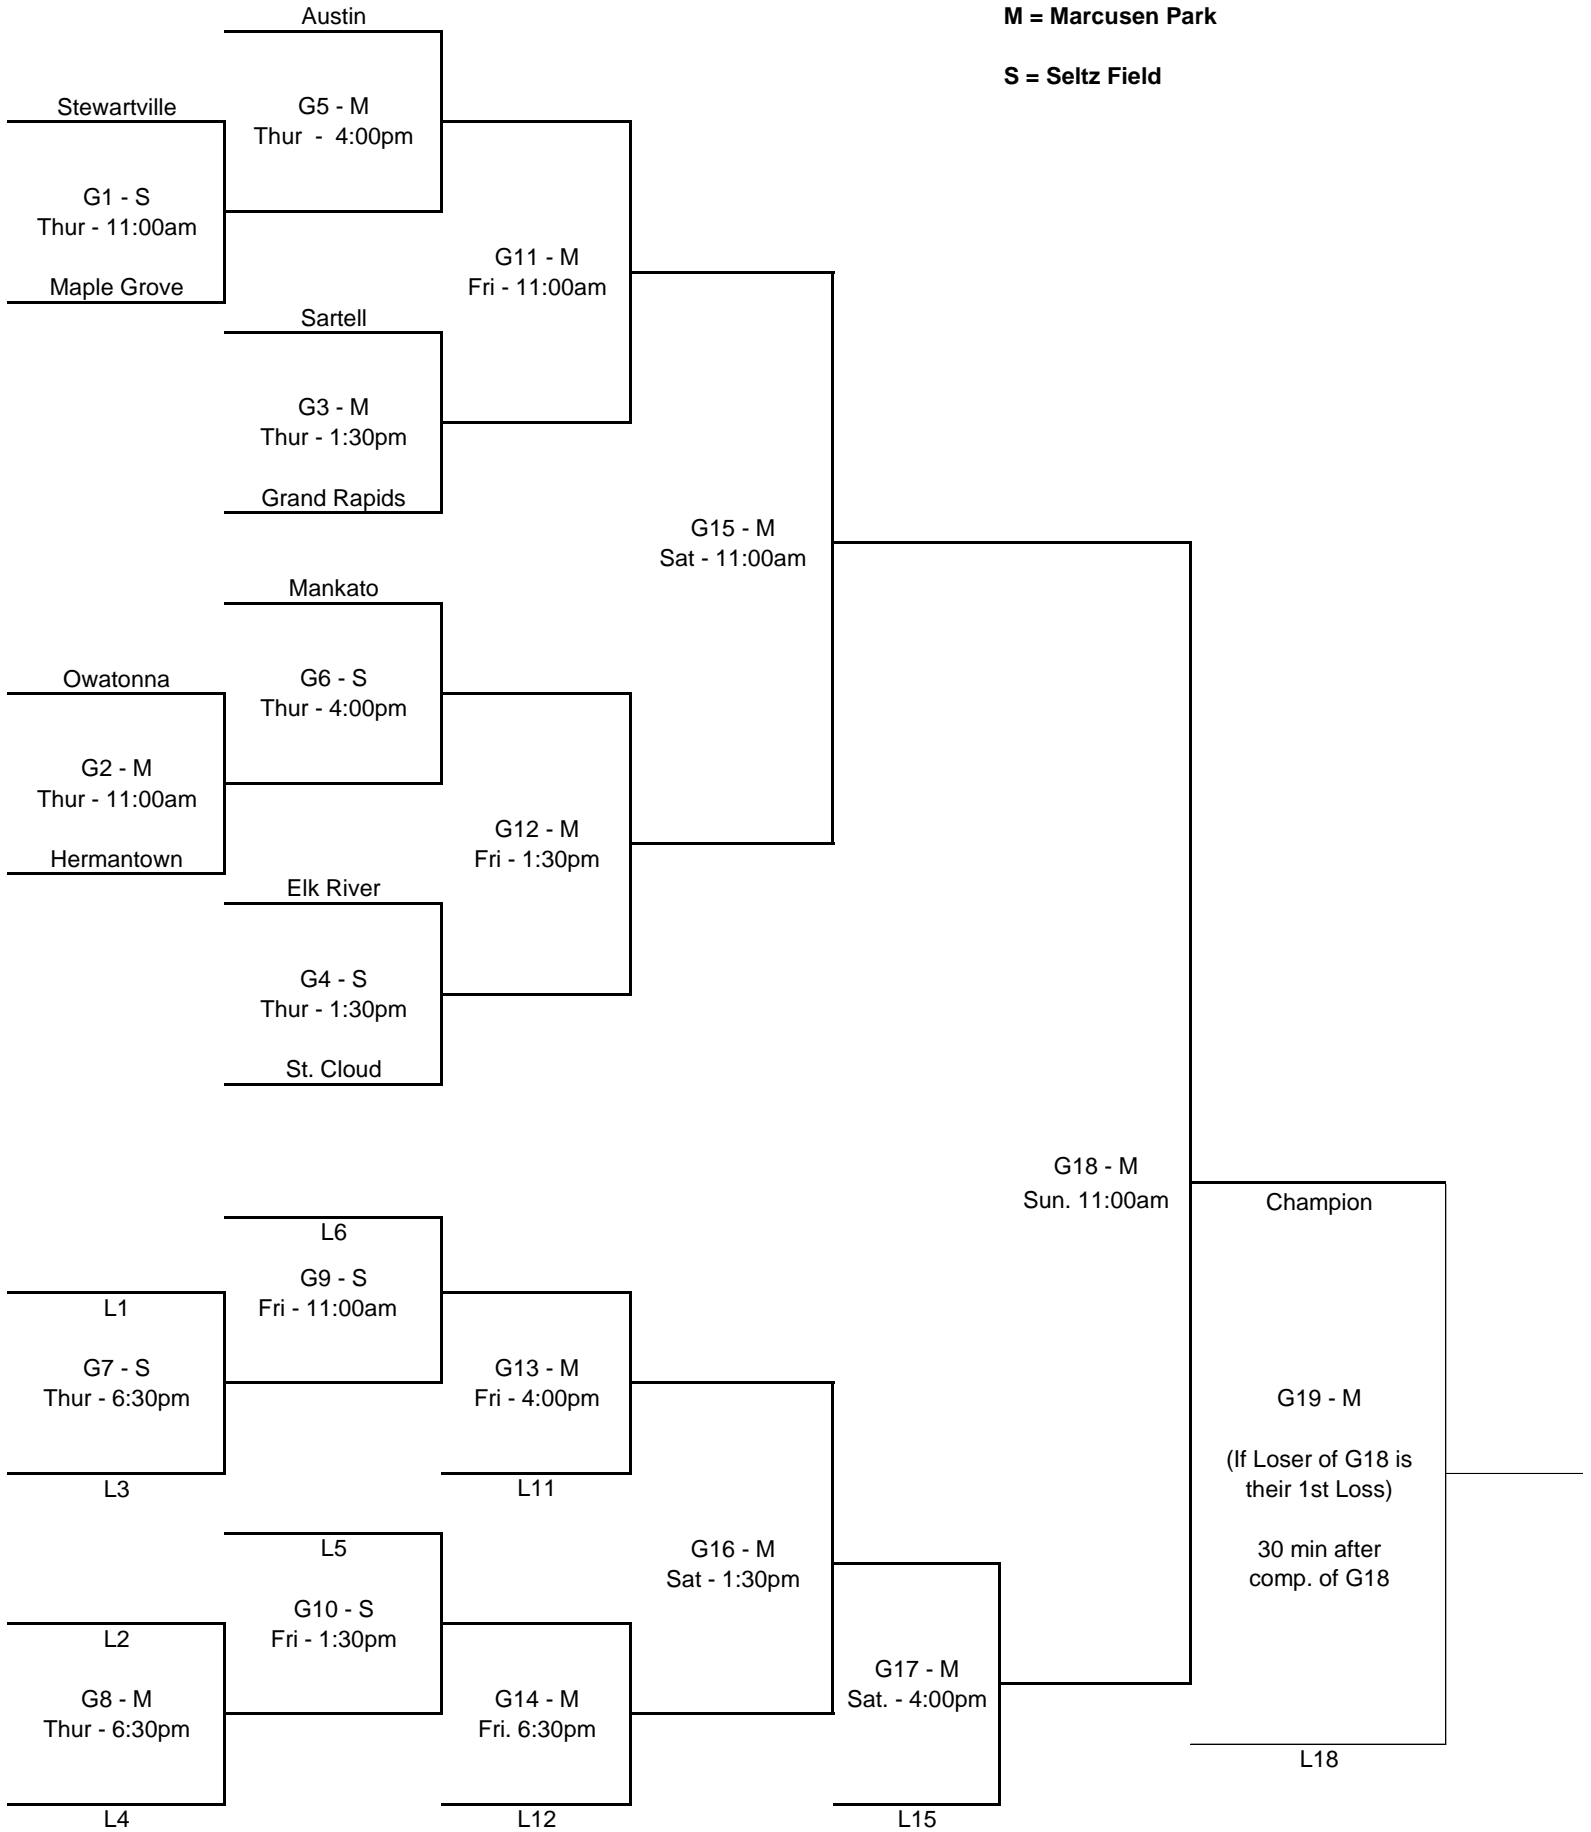 Austin
M = Marcusen Park
S = Seltz Field
Stewartville
G5 - M
Thur  -  4:00pm
G1 - S
Thur - 11:00am
Maple Grove
G11 - M
Fri - 11:00am
Sartell
G3 - M
Thur - 1:30pm
Grand Rapids
G15 - M
Sat - 11:00am
Mankato
Owatonna
G6 - S
Thur - 4:00pm
G2 - M
Thur - 11:00am
Hermantown
G12 - M
Fri - 1:30pm
Elk River
G4 - S
Thur - 1:30pm
St. Cloud
G18 - M
Sun. 11:00am
Champion
L6
G9 - S
Fri - 11:00am
L1
G7 - S
Thur - 6:30pm
L3
G13 - M
Fri - 4:00pm
L11
G19 - M
(If Loser of G18 is
their 1st Loss)
30 min after
comp. of G18
L5
G10 - S
Fri - 1:30pm
G16 - M
Sat - 1:30pm
L2
G8 - M
Thur - 6:30pm
L4
G14 - M
Fri. 6:30pm
L12
G17 - M
Sat. - 4:00pm
L15
L18